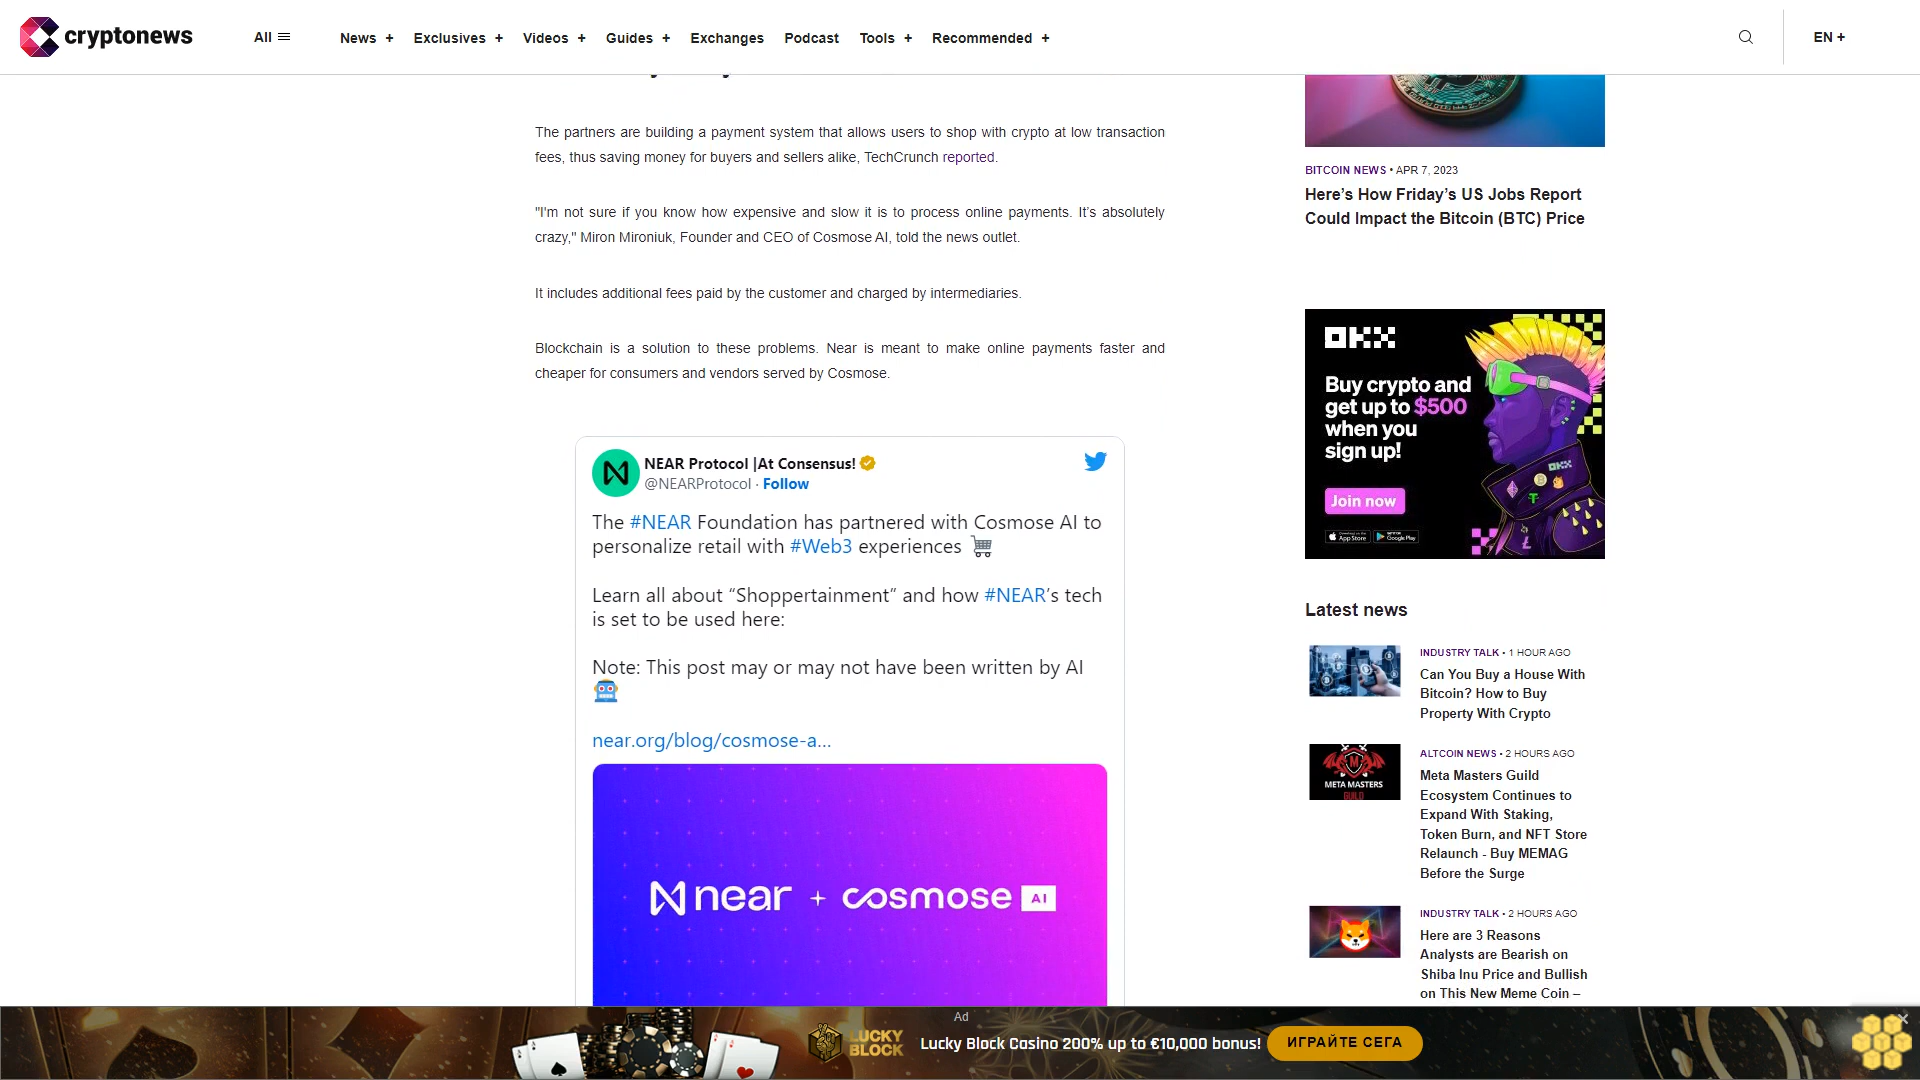 cryptonews
All
News +
Exclusives +
Videos +
Guides +
Exchanges
Podcast
Tools +
Recommended +
EN +
The partners are building a payment system that allows users to shop with crypto at low transaction
fees, thus saving money for buyers and sellers alike, TechCrunch reported.
"I'm not sure if you know how expensive and slow it is to process online payments. It's absolutely
crazy," Miron Mironiuk, Founder and CEO of Cosmose AI, told the news outlet.
It includes additional fees paid by the customer and charged by intermediaries.
Blockchain is a solution to these problems. Near is meant to make online payments faster and
cheaper for consumers and vendors served by Cosmose.
NEAR Protocol |At Consensus!
@NEARProtocol · Follow
The #NEAR Foundation has partnered with Cosmose AI to
personalize retail with #Web3 experiences
Learn all about “Shoppertainment” and how #NEAR’s tech
is set to be used here:
Note: This post may or may not have been written by AI
near.org/blog/cosmose-a...
near + cosmose AI
BITCOIN NEWS • APR 7, 2023
Here’s How Friday’s US Jobs Report
Could Impact the Bitcoin (BTC) Price
OKX
Buy crypto and
get up to $500
when you
sign up!
Join now
App Store
Google Play
Latest news
INDUSTRY TALK • 1 HOUR AGO
Can You Buy a House With
Bitcoin? How to Buy
Property With Crypto
META MASTERS
GUILD
ALTCOIN NEWS • 2 HOURS AGO
Meta Masters Guild
Ecosystem Continues to
Expand With Staking,
Token Burn, and NFT Store
Relaunch - Buy MEMAG
Before the Surge
INDUSTRY TALK • 2 HOURS AGO
Here are 3 Reasons
Analysts are Bearish on
Shiba Inu Price and Bullish
on This New Meme Coin –
Ad
LUCKY
BLOCK
Lucky Block Casino 200% up to €10,000 bonus!
ИГРАЙТЕ СЕГА